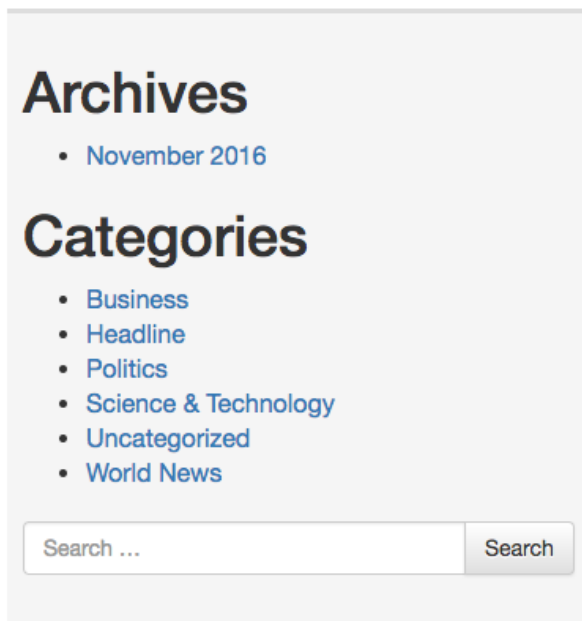 Archives
November 2016
Categories
Business
Headline
Politics
Science & Technology
Uncategorized
World News
Search ... Search